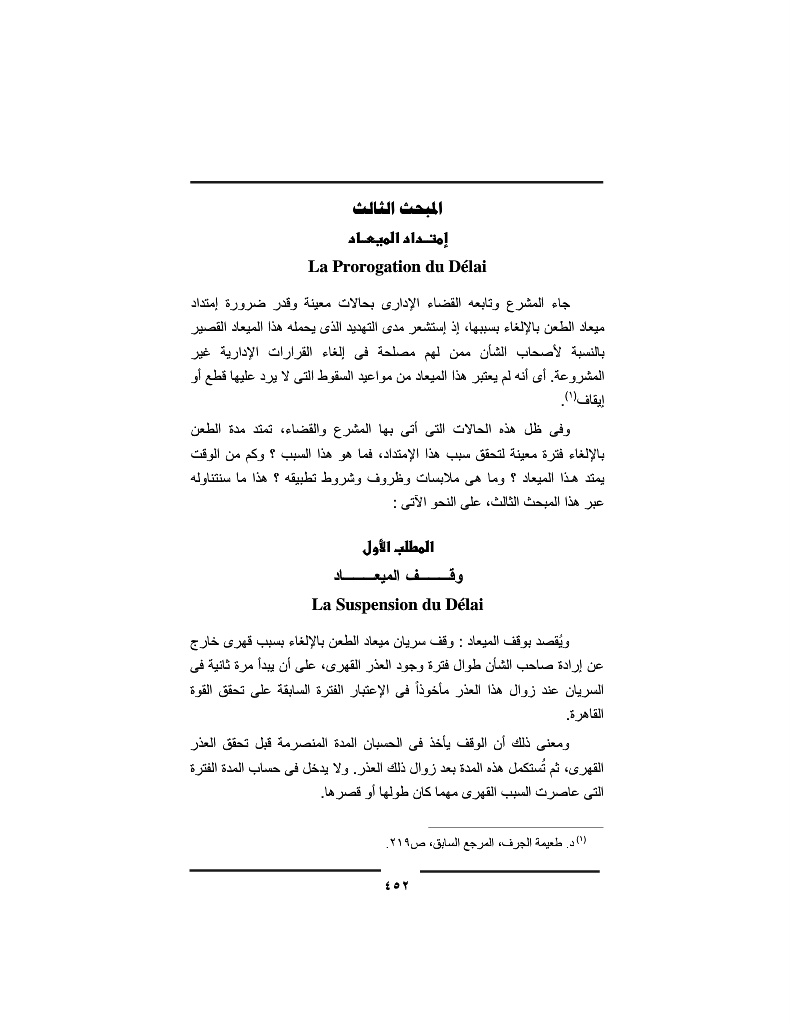 المبحث الثالث
إمتــداد الميعــاد
La Prorogation du Délai
جاء المشرع وتابعه القضاء الإدارى بحالات معينة وقدر ضرورة إمتداد
ميعاد الطعن بالإلغاء بسببها، إذ إستشعر مدى التهديد الذى يحمله هذا الميعاد القصير
بالنسبة لأصحاب الشأن ممن لهم مصلحة فى إلغاء القرارات الإدارية غير
المشروعة. أى أنه لم يعتبر هذا الميعاد من مواعيد السقوط التى لا يرد عليها قطع أو
إيقاف(١).
وفى ظل هذه الحالات التى أتى بها المشرع والقضاء، تمتد مدة الطعن
بالإلغاء فترة معينة لتحقق سبب هذا الإمتداد، فما هو هذا السبب ؟ وكم من الوقت
يمتد هـذا الميعاد ؟ وما هى ملابسات وظروف وشروط تطبيقه ؟ هذا ما سنتناوله
عبر هذا المبحث الثالث، على النحو الآتى :
المطلب الأول
وقـــــف الميعـــــاد
La Suspension du Délai
ويُقصد بوقف الميعاد : وقف سريان ميعاد الطعن بالإلغاء بسبب قهرى خارج
عن إرادة صاحب الشأن طوال فترة وجود العذر القهرى، على أن يبدأ مرة ثانية فى
السريان عند زوال هذا العذر مأخوذاً فى الإعتبار الفترة السابقة على تحقق القوة
القاهرة.
ومعنى ذلك أن الوقف يأخذ فى الحسبان المدة المنصرمة قبل تحقق العذر
القهرى، ثم تُستكمل هذه المدة بعد زوال ذلك العذر. ولا يدخل فى حساب المدة الفترة
التى عاصرت السبب القهرى مهما كان طولها أو قصرها.
(١) د. طعيمة الجرف، المرجع السابق، ص٢١٩.
٤٥٢